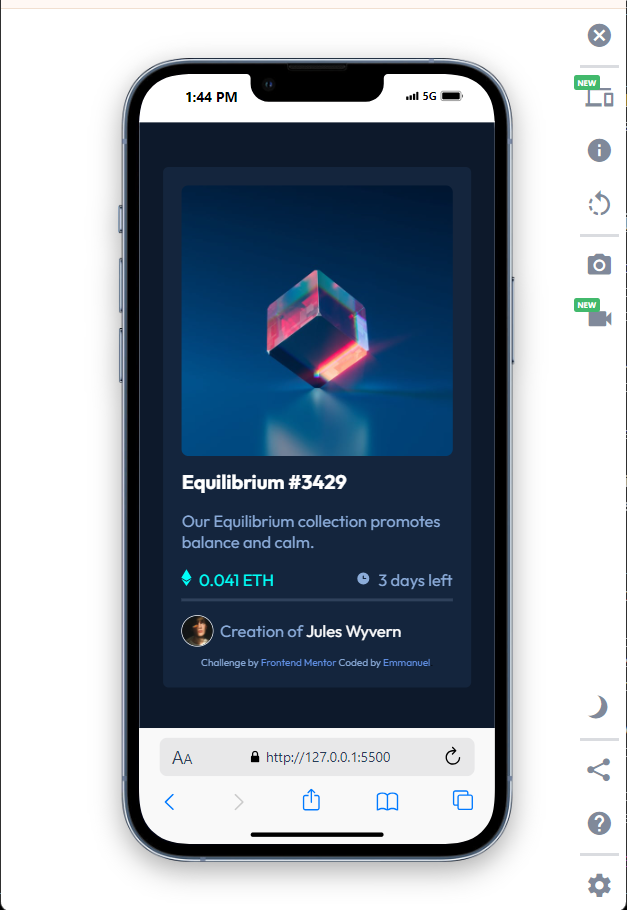 1:44 PM
5G
NEW
NEW
Equilibrium #3429
Our Equilibrium collection promotes
balance and calm.
0.041 ETH
3 days left
Creation of Jules Wyvern
Challenge by Frontend Mentor Coded by Emmanuel
AA
http://127.0.0.1:5500